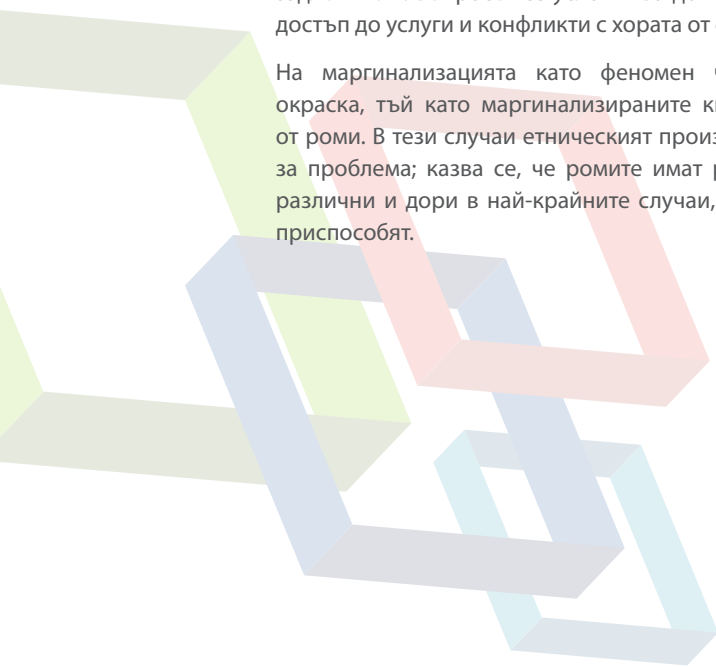 достъп до услуги и конфликти с хората от
На маргинализацията като феномен
окраска, тъй като маргинализираните
от роми. В тези случаи етническият
за проблема; казва се, че ромите имат
различни и дори в най-крайните случаи,
приспособят.